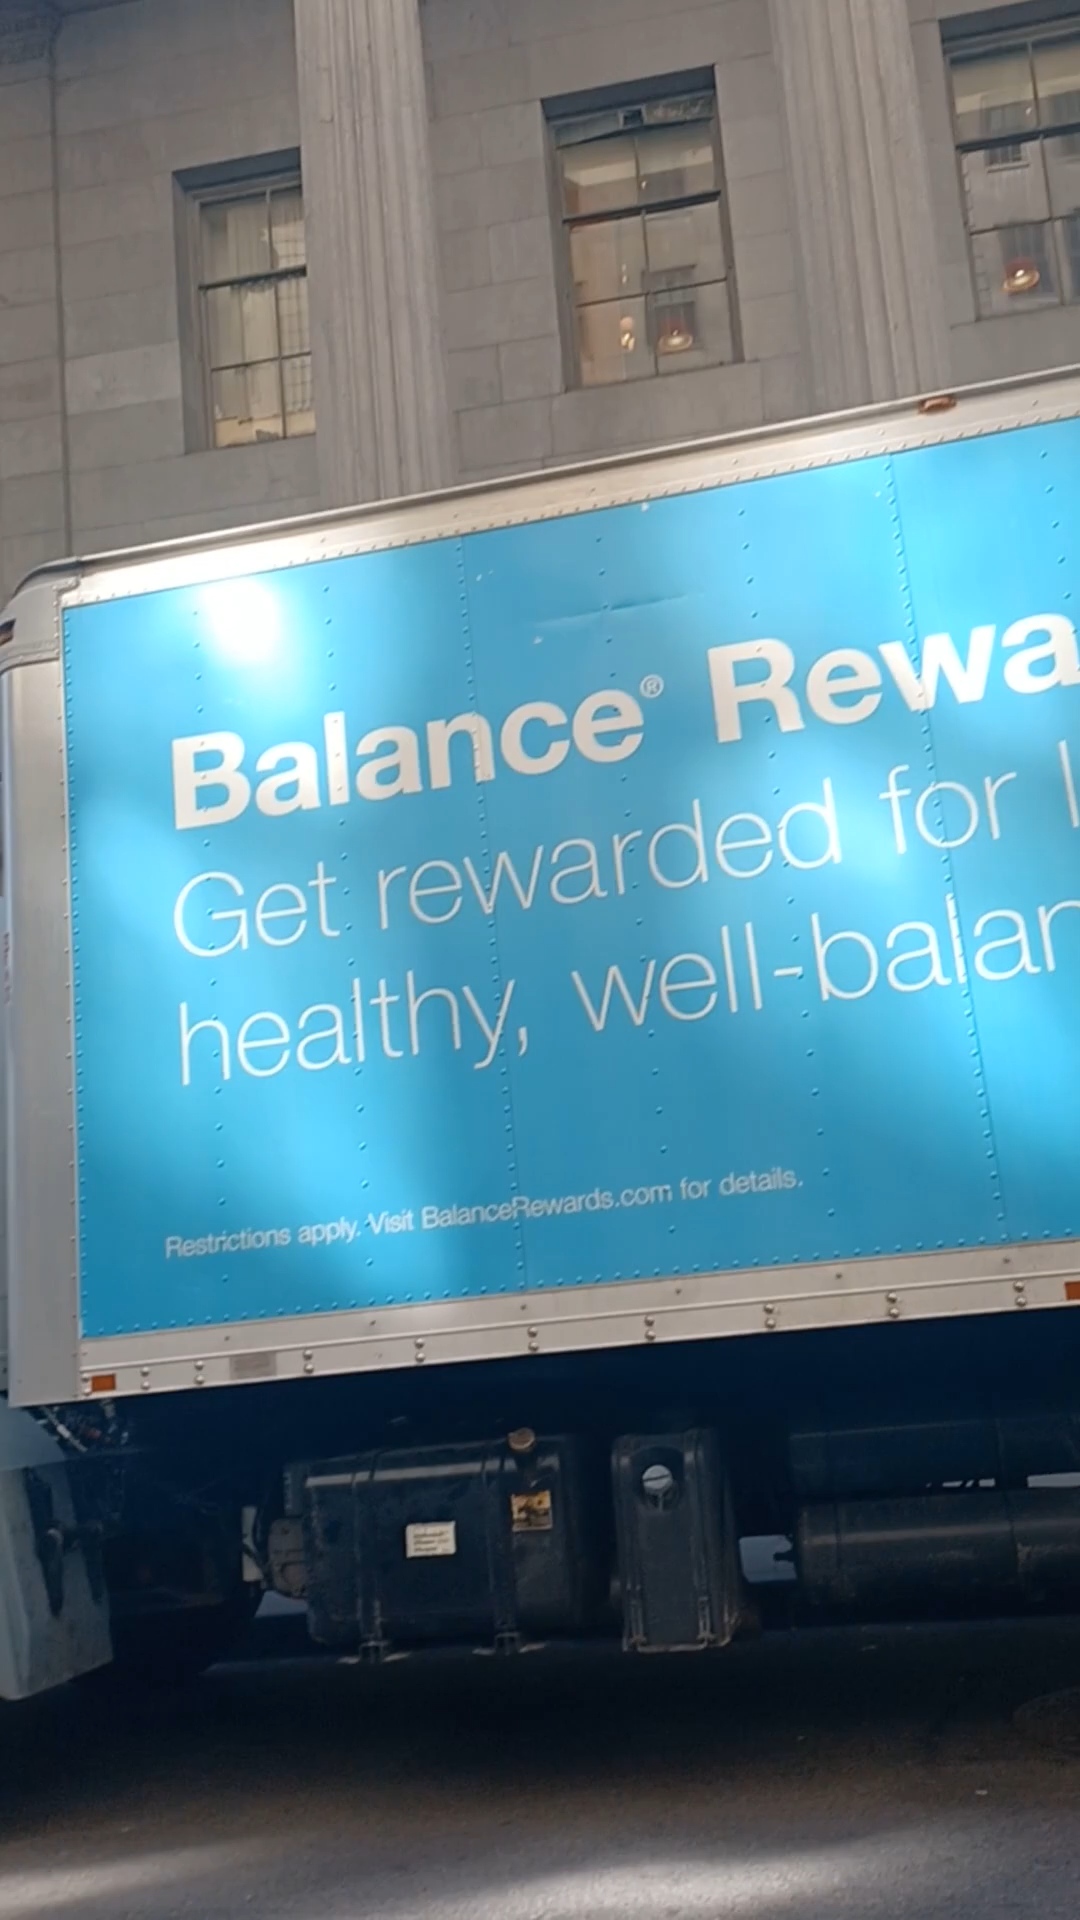 Balance® Rewa
Get rewarded for l
healthy, well-balan
Restrictions apply. Visit BalanceRewards.com for details.